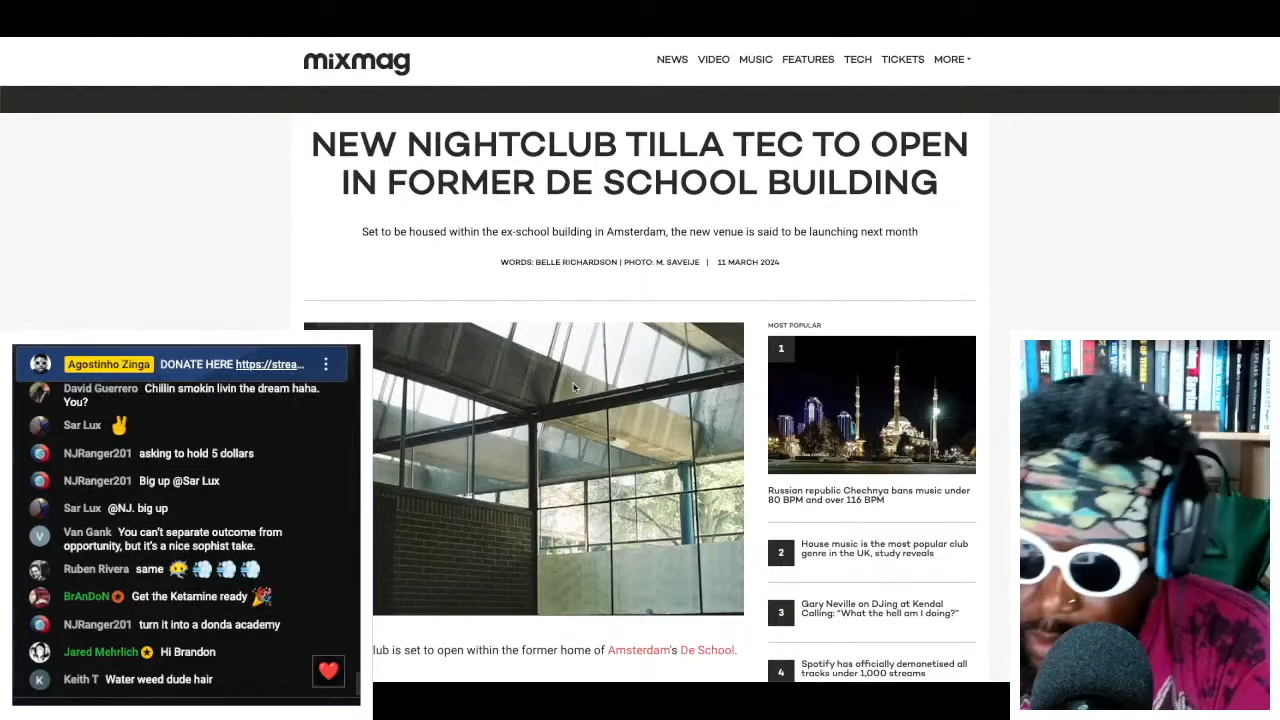 mixmag
NEWS VIDEO MUSIC FEATURES TECH TICKETS MORE
NEW NIGHTCLUB TILLA TEC TO OPEN
IN FORMER DE SCHOOL BUILDING
Set to be housed within the ex-school building in Amsterdam, the new venue is said to be launching next month
WORDS: BELLE RICHARDSON | PHOTO: M. SAVEIJE | 11 MARCH 2024
MOST POPULAR
1
Russian republic Chechnya bans music under
80 BPM and over 116 BPM
2
House music is the most popular club
genre in the UK, study reveals
3
Gary Neville on DJing at Kendal
Calling: "What the hell am I doing?"
4
Spotify has officially demonetised all
tracks under 1,000 streams
lub is set to open within the former home of Amsterdam's De School.
Agostinho Zinga DONATE HERE https://strea...
David Guerrero Chillin smokin livin the dream haha.
You?
Sar Lux ✌️
NJRanger201 asking to hold 5 dollars
NJRanger201 Big up @Sar Lux
Sar Lux @NJ. big up
V Van Gank You can't separate outcome from
opportunity, but it's a nice sophist take.
Ruben Rivera same
BrAnDoN Get the Ketamine ready 🎉
NJRanger201 turn it into a donda academy
Jared Mehrlich Hi Brandon
K Keith T Water weed dude hair